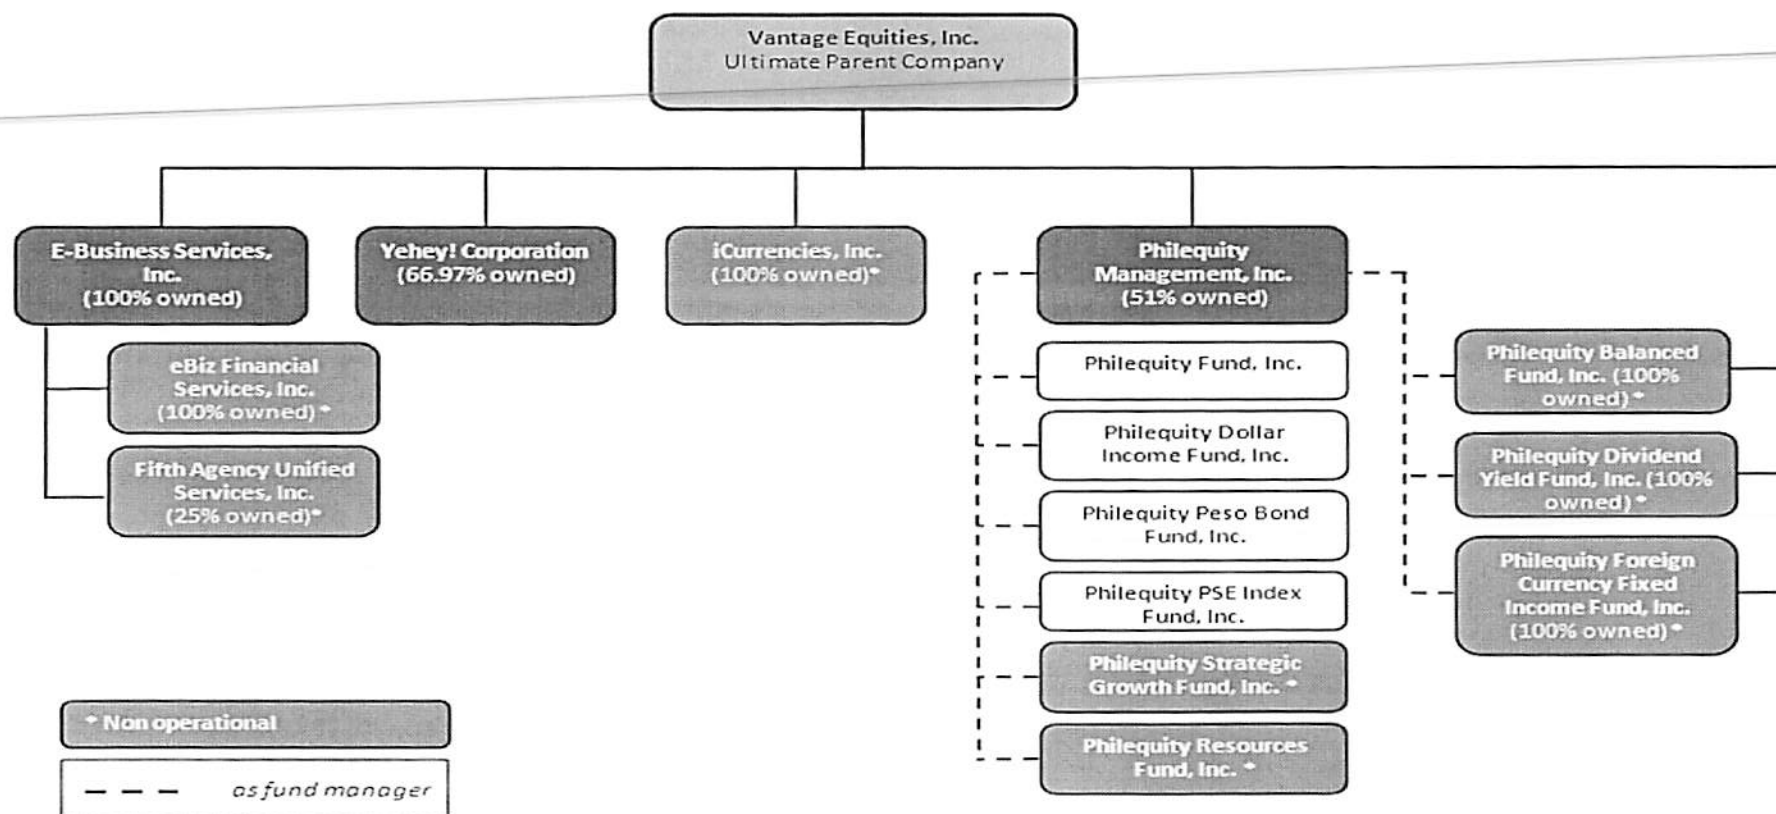 Vantage Equities, Inc.
Ultimate Parent Company
E-Business Services,
Inc.
(100% owned)
Yehey! Corporation
(66.97% owned)
iCurrencies, Inc.
(100% owned)*
Philequity
Management, Inc.
(51% owned)
eBiz Financial
Services, Inc.
(100% owned)*
Fifth Agency Unified
Services, Inc.
(25% owned)*
Philequity Fund, Inc.
Philequity Dollar
Income Fund, Inc.
Philequity Peso Bond
Fund, Inc.
Philequity PSE Index
Fund, Inc.
Philequity Strategic
Growth Fund, Inc. *
Philequity Resources
Fund, Inc. *
Philequity Balanced
Fund, Inc. (100%
owned)*
Philequity Dividend
Yield Fund, Inc. (100%
owned)*
Philequity Foreign
Currency Fixed
Income Fund, Inc.
(100% owned)*
* Non operational
as fund manager